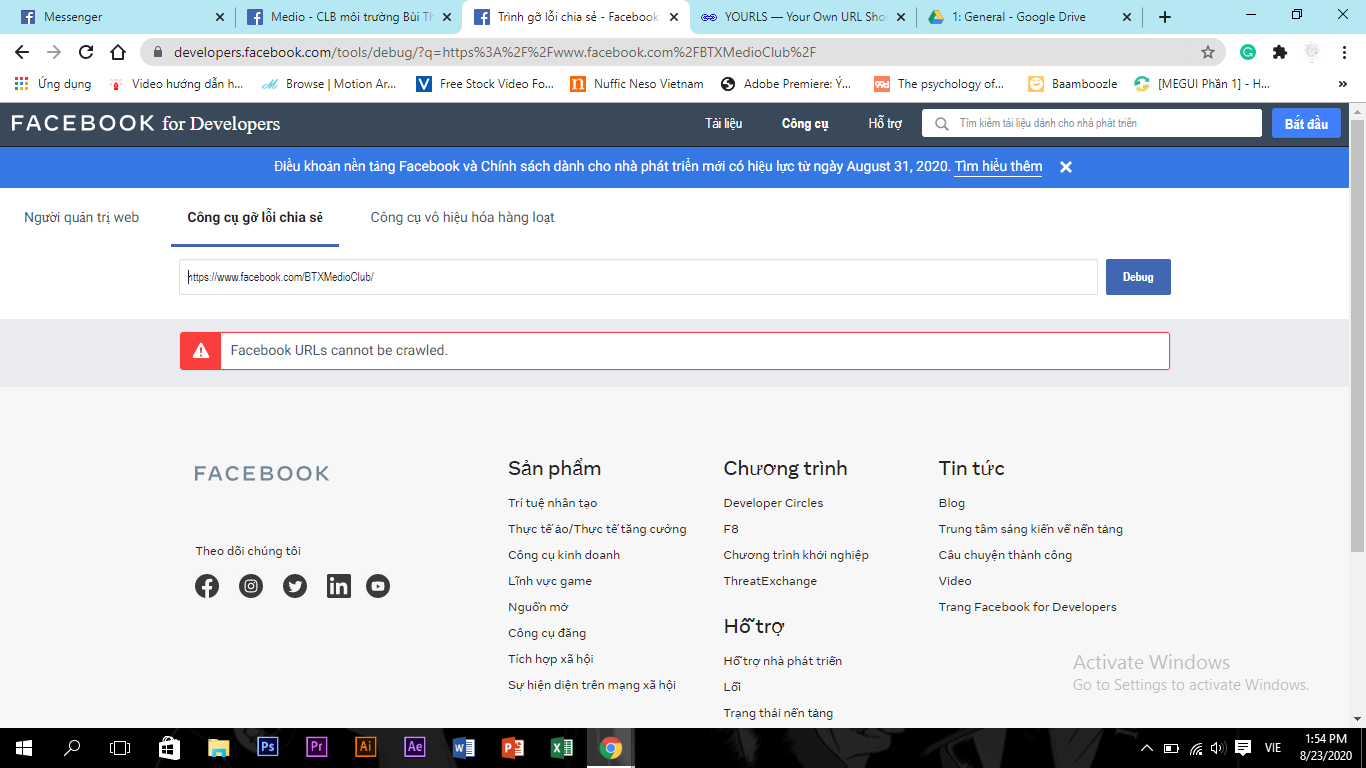 Messenger
Medio - CLB môi trường Bùi Th
Trình gỡ lỗi chia sẻ - Facebook
YOURLS — Your Own URL Sho
1: General - Google Drive
developers.facebook.com/tools/debug/?q=https%3A%2F%2Fwww.facebook.com%2FBTXMedioClub%2F
Ứng dụng
Video hướng dẫn h...
Browse | Motion Ar...
Free Stock Video Fo...
Nuffic Neso Vietnam
Adobe Premiere: Ý...
The psychology of...
Baamboozle
[MEGUI Phần 1] - H...
FACEBOOK for Developers
Tài liệu
Công cụ
Hỗ trợ
Tìm kiếm tài liệu dành cho nhà phát triển
Bắt đầu
Điều khoản nền tảng Facebook và Chính sách dành cho nhà phát triển mới có hiệu lực từ ngày August 31, 2020. Tìm hiểu thêm
Người quản trị web
Công cụ gỡ lỗi chia sẻ
Công cụ vô hiệu hóa hàng loạt
https://www.facebook.com/BTXMedioClub/
Debug
Facebook URLs cannot be crawled.
FACEBOOK
Theo dõi chúng tôi
Sản phẩm
Trí tuệ nhân tạo
Thực tế ảo/Thực tế tăng cường
Công cụ kinh doanh
Lĩnh vực game
Nguồn mở
Công cụ đăng
Tích hợp xã hội
Sự hiện diện trên mạng xã hội
Chương trình
Developer Circles
F8
Chương trình khởi nghiệp
ThreatExchange
Hỗ trợ
Hỗ trợ nhà phát triển
Lỗi
Trạng thái nền tảng
Tin tức
Blog
Trung tâm sáng kiến về nền tảng
Câu chuyện thành công
Video
Trang Facebook for Developers
Activate Windows
Go to Settings to activate Windows.
Ps
Pr
Ai
Ae
VIE
1:54 PM
8/23/2020